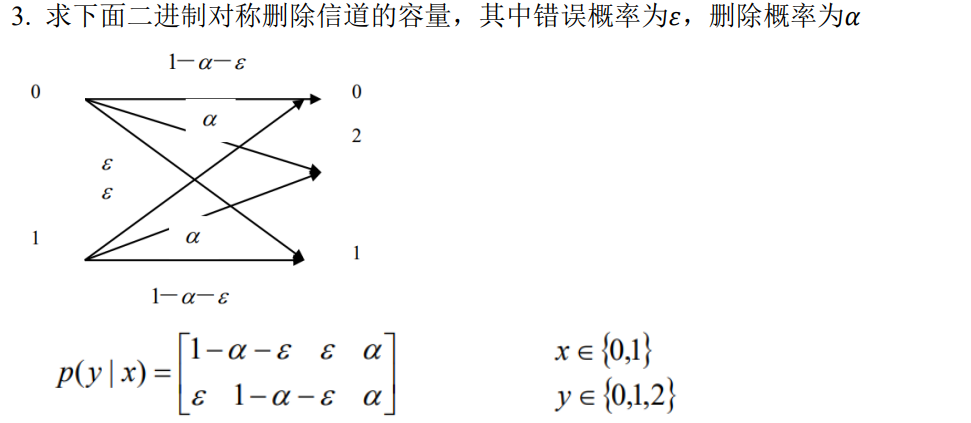 3. 求下面二进制对称删除信道的容量，其中错误概率为ε，删除概率为α
1−α−ε
0 0
α
2
ε
ε
1 α
1
1−α−ε
p(y|x)=[1−α−ε ε α x∈{0,1}
ε 1−α−ε α] y∈{0,1,2}